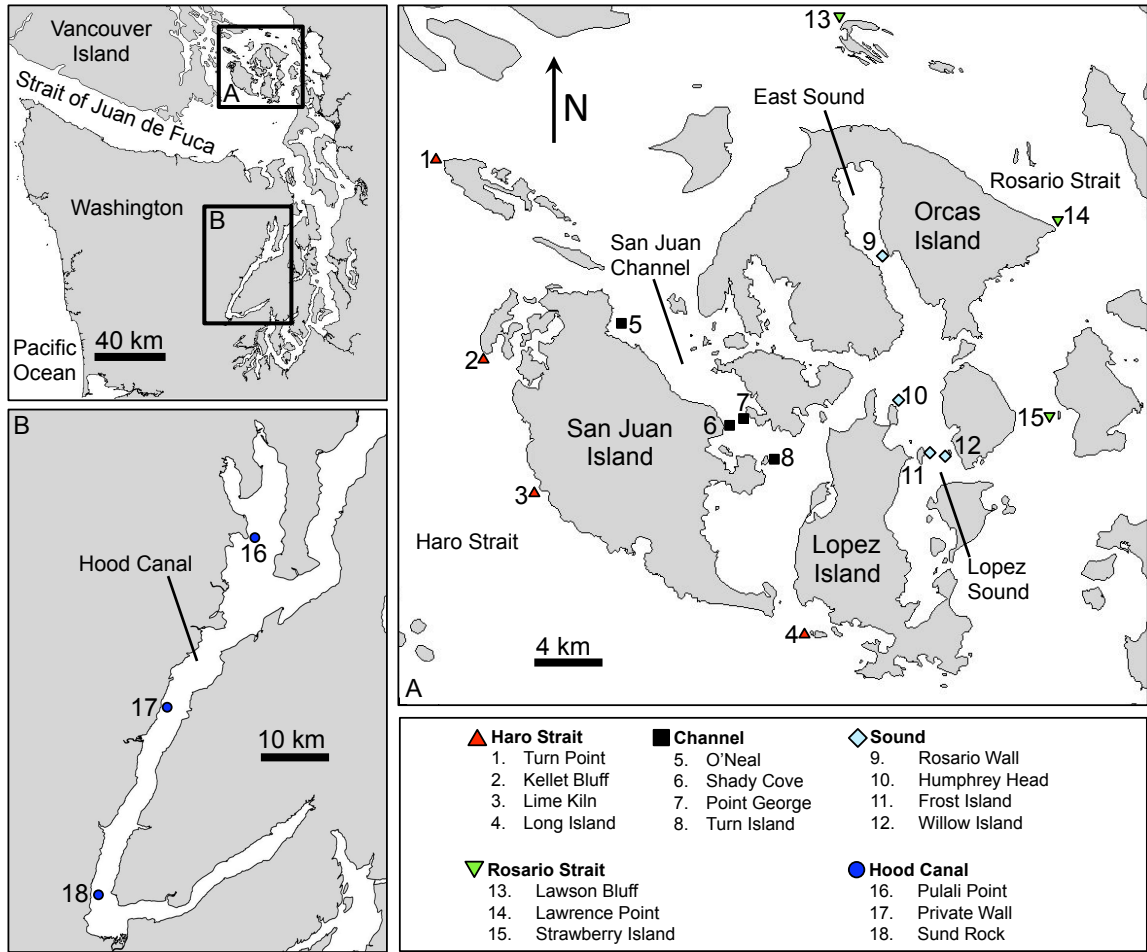 Vancouver
Island
A
Strait of Juan de Fuca
Washington
B
40 km
Pacific
Ocean
B
16
Hood Canal
17
10 km
18
13
N
East Sound
1
Rosario Strait
Orcas
Island
14
9
San Juan
Channel
5
2
10
7
6
15
San Juan
Island
8
12
11
3
Haro Strait
Lopez
Island
Lopez
Sound
4
4 km
A
Haro Strait
1. Turn Point
2. Kellet Bluff
3. Lime Kiln
4. Long Island
Channel
5. O'Neal
6. Shady Cove
7. Point George
8. Turn Island
Sound
9. Rosario Wall
10. Humphrey Head
11. Frost Island
12. Willow Island
Rosario Strait
13. Lawson Bluff
14. Lawrence Point
15. Strawberry Island
Hood Canal
16. Pulali Point
17. Private Wall
18. Sund Rock